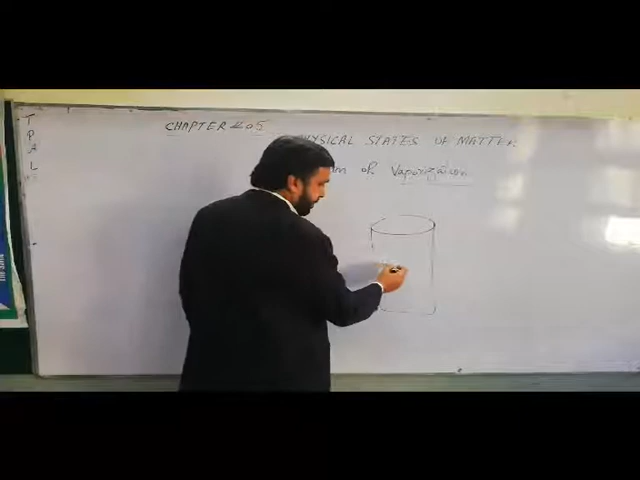 CHAPTER # 05
PHYSICAL STATES OF MATTER
of Vaporization
T
P
A
L